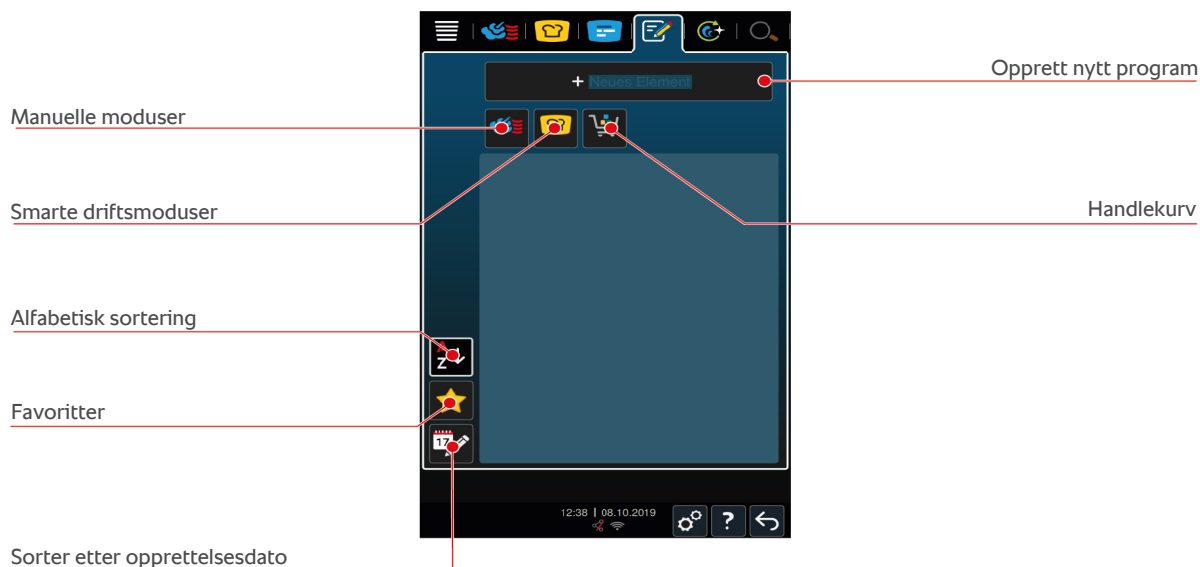 Opprett nytt program
+ Neues Element
Manuelle moduser
Smarte driftsmoduser
Handlekurv
Alfabetisk sortering
A
Z
Favoritter
17
12:38 | 08.10.2019
?
Sorter etter opprettelsesdato